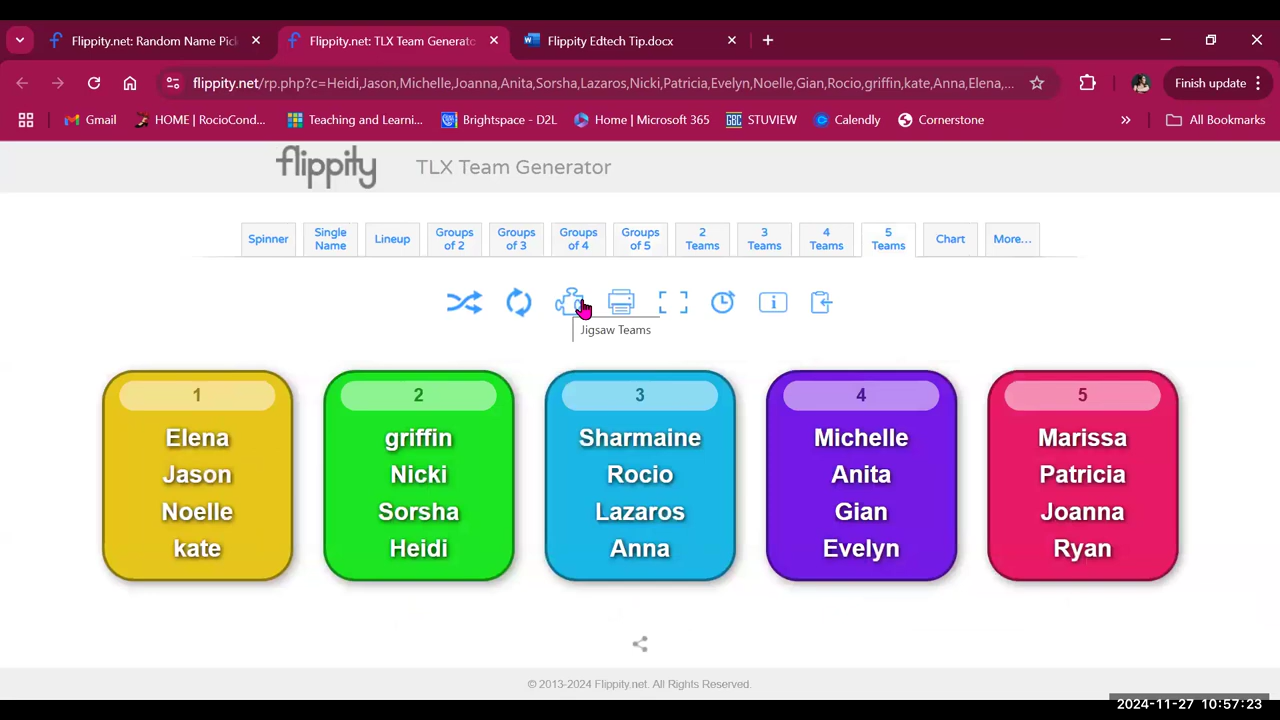 Flippity.net: Random Name Pick
Flippity.net: TLX Team Generato
Flippity Edtech Tip.docx
flippity.net/rp.php?c=Heidi,Jason,Michelle,Joanna,Anita,Sorsha,Lazaros,Nicki,Patricia,Evelyn,Noelle,Gian,Rocio,griffin,kate,Anna,Elena,...
Finish update
Gmail
HOME | RocioCond...
Teaching and Learni...
Brightspace - D2L
Home | Microsoft 365
GBC STUVIEW
Calendly
Cornerstone
All Bookmarks
flippity
TLX Team Generator
Spinner
Single
Name
Lineup
Groups
of 2
Groups
of 3
Groups
of 4
Groups
of 5
2
Teams
3
Teams
4
Teams
5
Teams
Chart
More...
Jigsaw Teams
1
Elena
Jason
Noelle
kate
2
griffin
Nicki
Sorsha
Heidi
3
Sharmaine
Rocio
Lazaros
Anna
4
Michelle
Anita
Gian
Evelyn
5
Marissa
Patricia
Joanna
Ryan
© 2013-2024 Flippity.net. All Rights Reserved.
2024-11-27 10:57:23